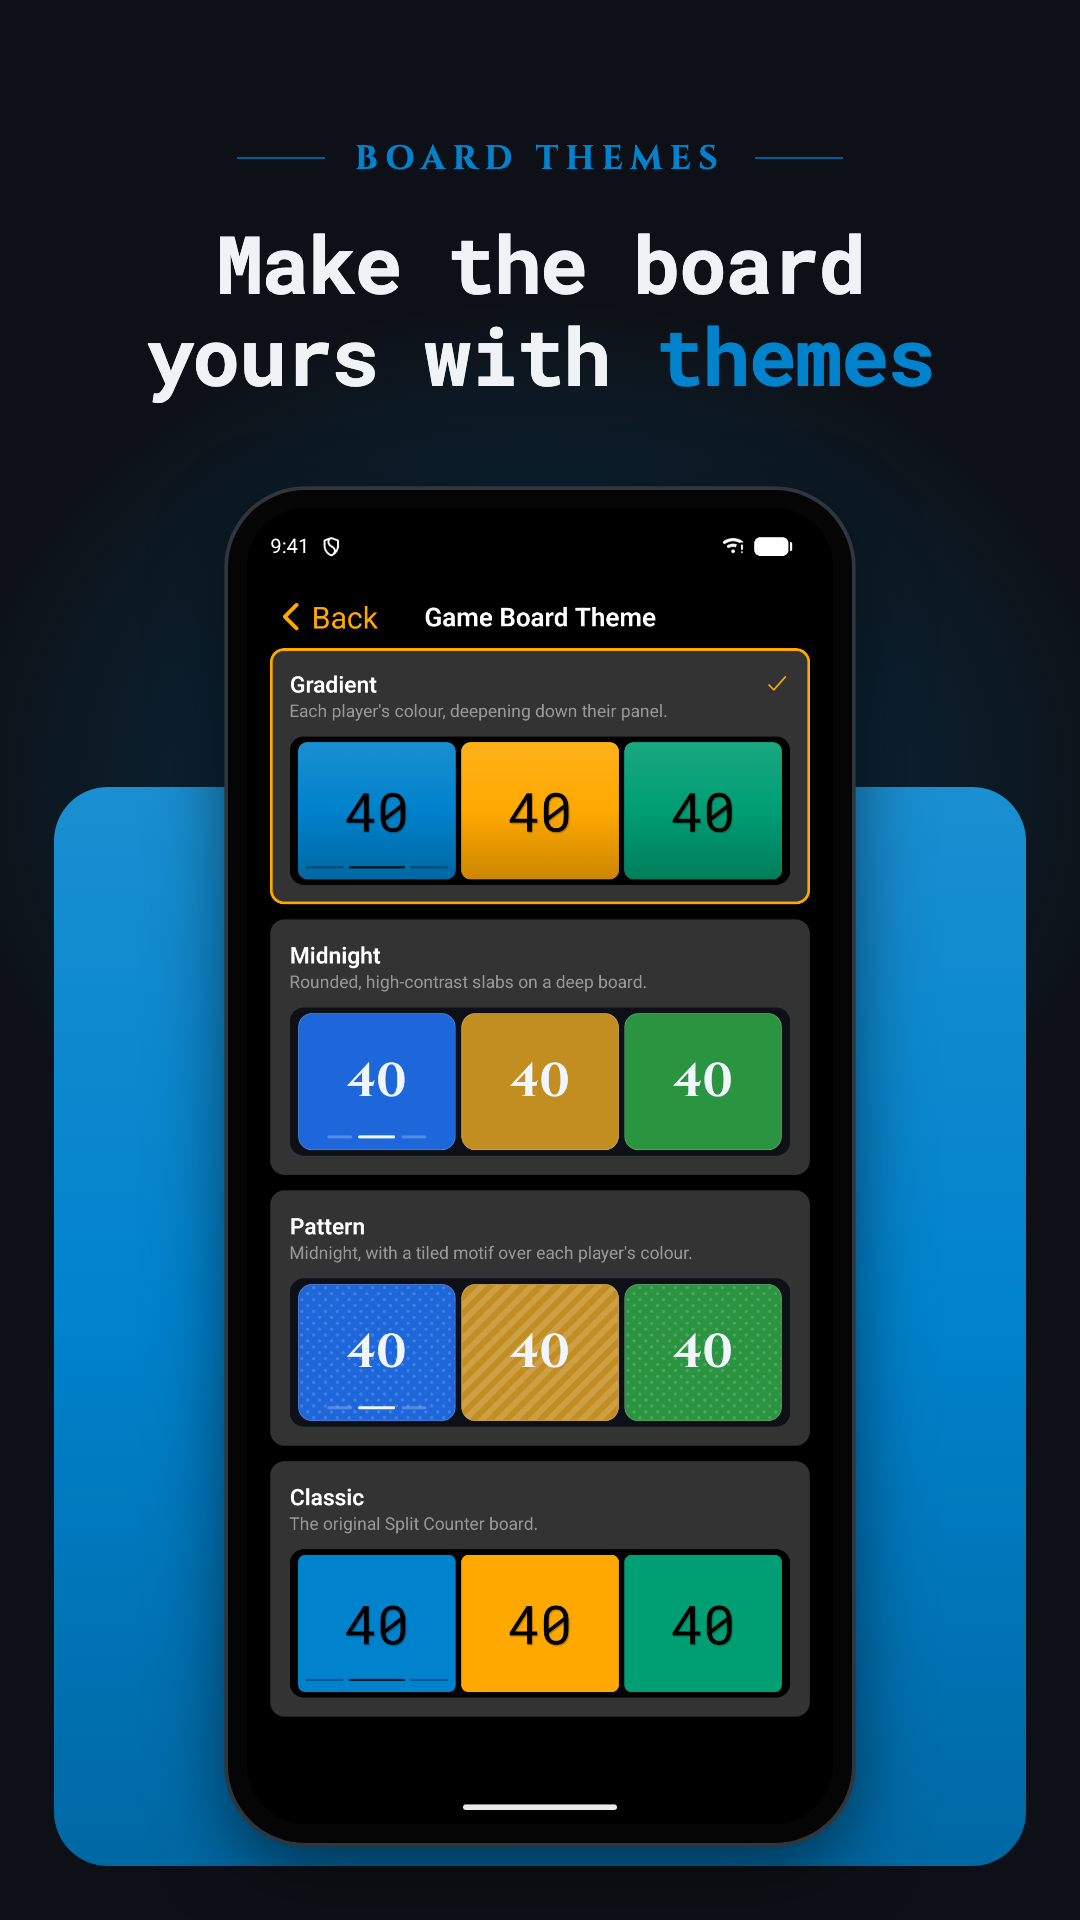 BOARD THEMES
Make the board
yours with themes
9:41
Back
Game Board Theme
Gradient
Each player's colour, deepening down their panel.
40 40 40
Midnight
Rounded, high-contrast slabs on a deep board.
40 40 40
Pattern
Midnight, with a tiled motif over each player's colour.
40 40 40
Classic
The original Split Counter board.
40 40 40